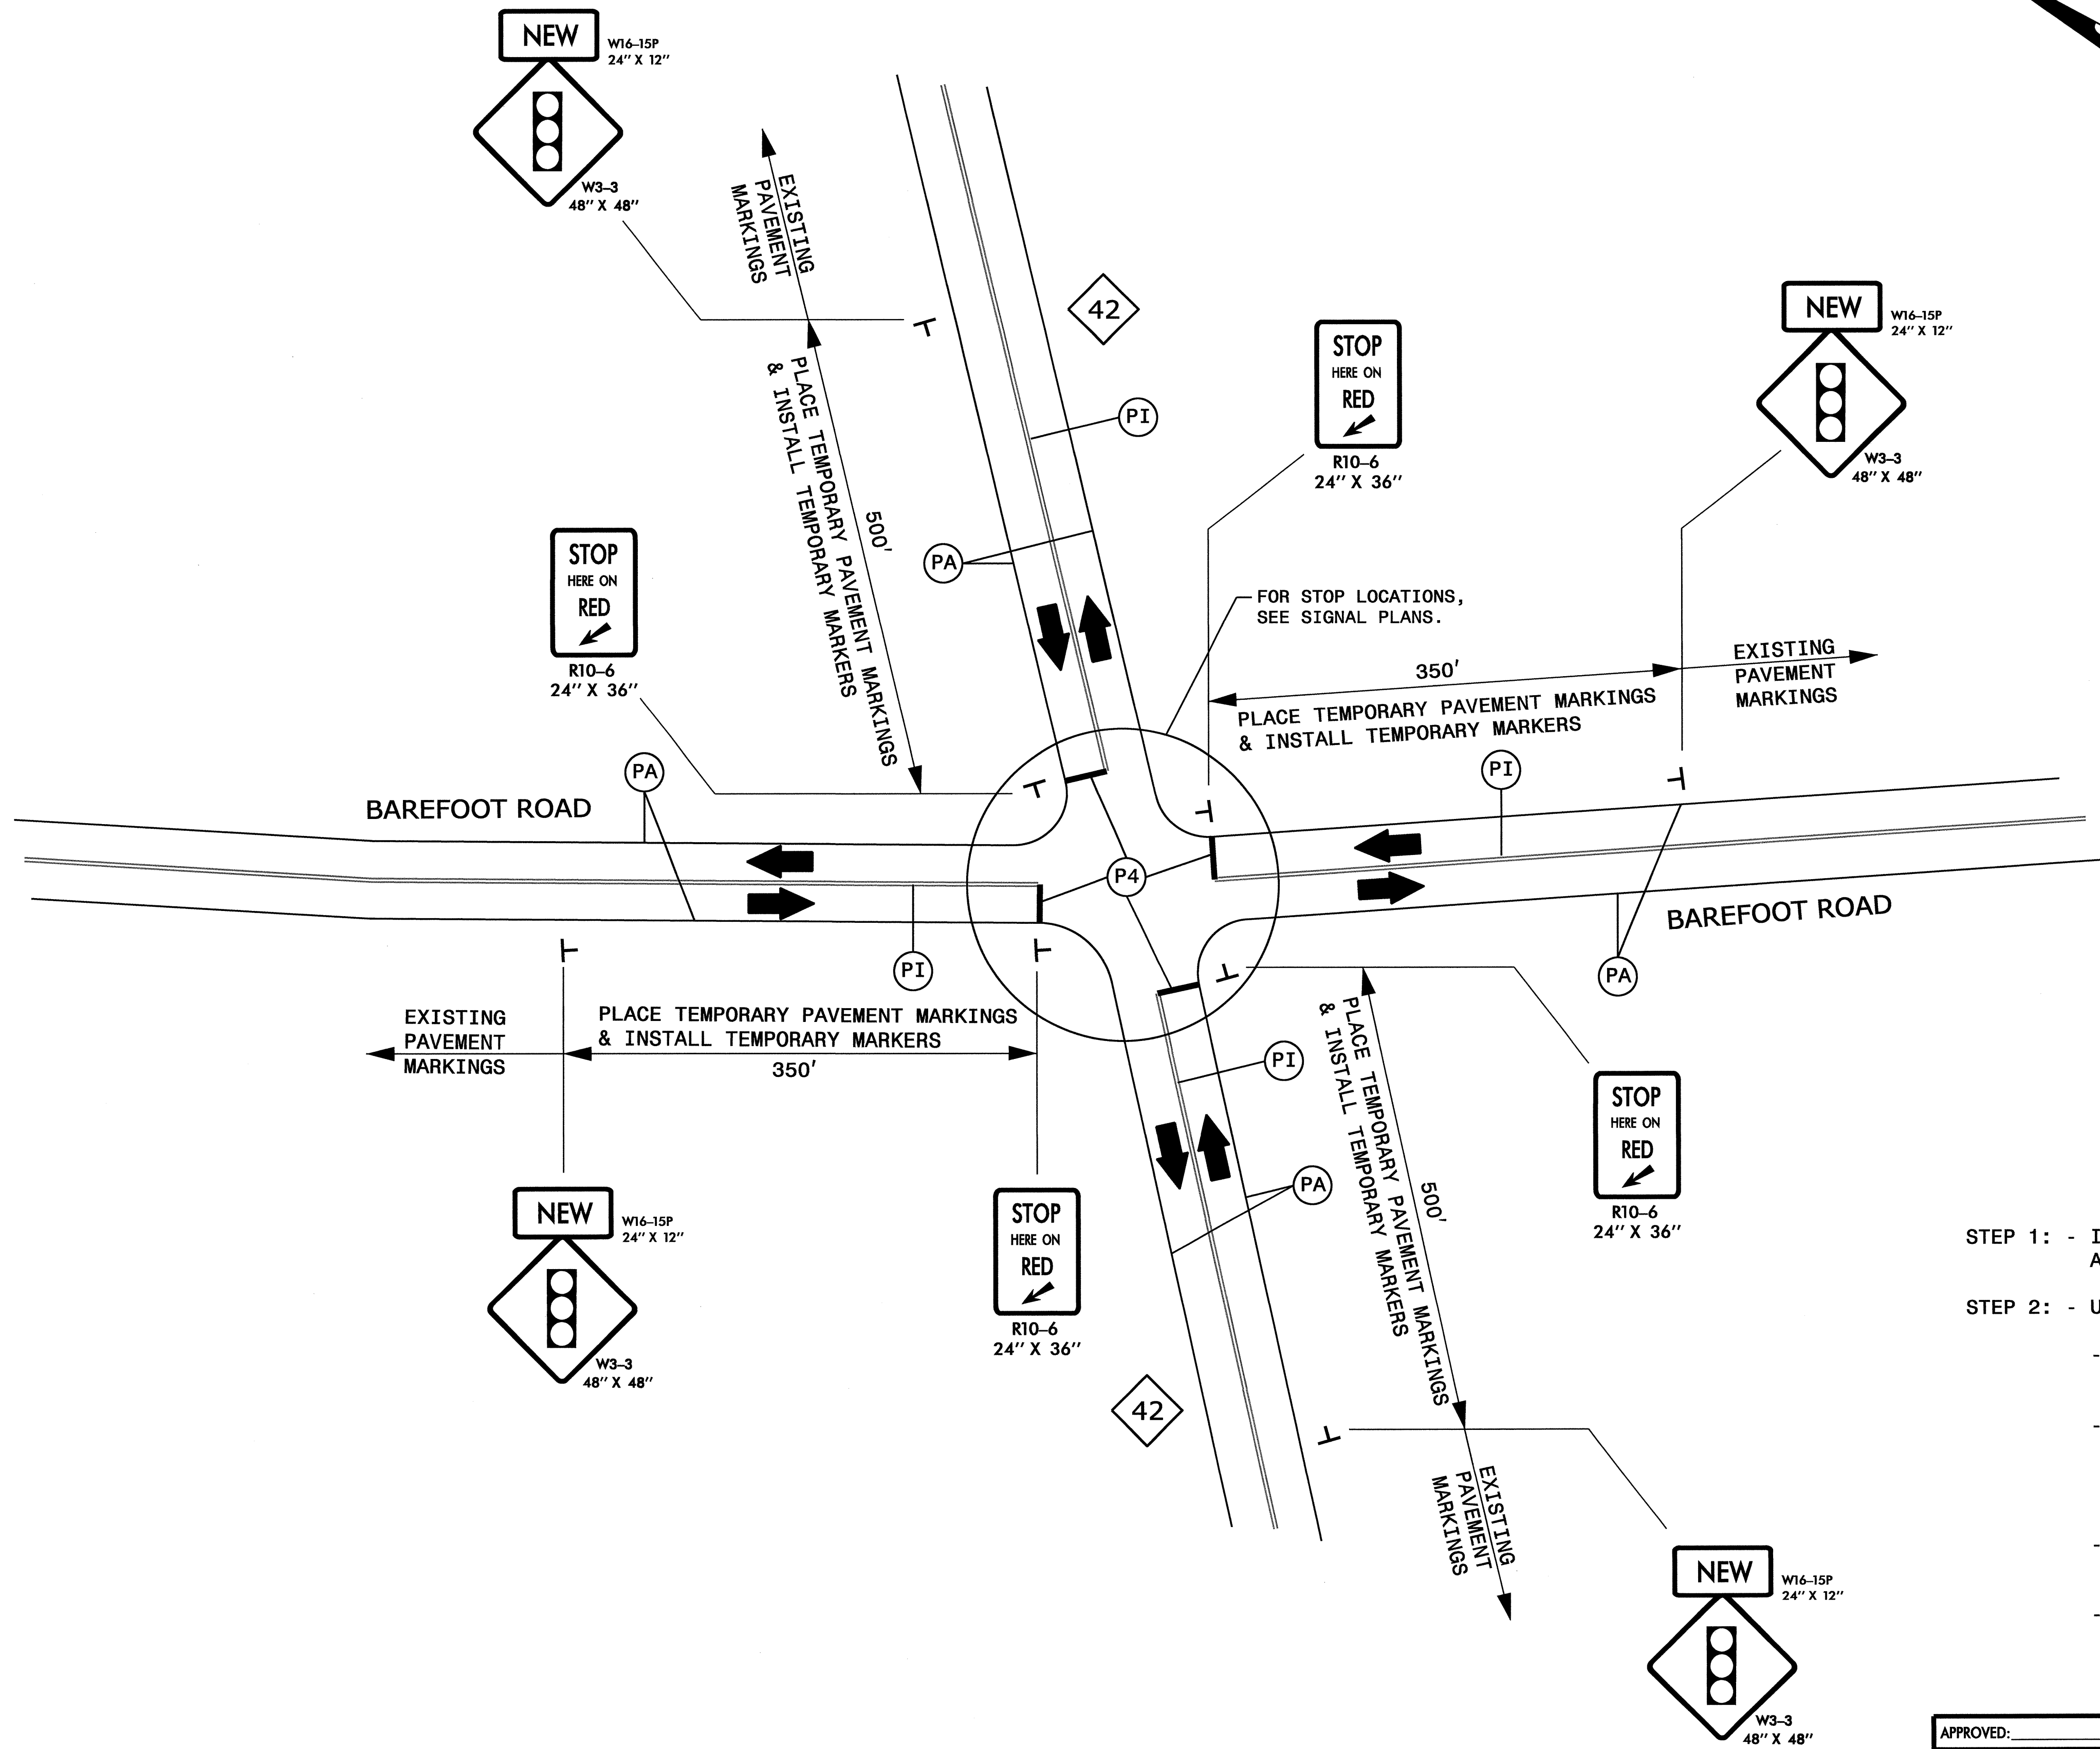 NEW
W16-15P
24" X 12"
W3-3
48" X 48"
EXISTING
PAVEMENT
MARKINGS
42
NEW
W16-15P
24" X 12"
W3-3
48" X 48"
STOP
HERE ON
RED
R10-6
24" X 36"
PLACE TEMPORARY PAVEMENT MARKINGS
& INSTALL TEMPORARY MARKERS
500'
PI
PA
STOP
HERE ON
RED
R10-6
24" X 36"
FOR STOP LOCATIONS,
SEE SIGNAL PLANS.
350'
PLACE TEMPORARY PAVEMENT MARKINGS
& INSTALL TEMPORARY MARKERS
EXISTING
PAVEMENT
MARKINGS
PA
PI
BAREFOOT ROAD
P4
BAREFOOT ROAD
PI
PA
EXISTING
PAVEMENT
MARKINGS
PLACE TEMPORARY PAVEMENT MARKINGS
& INSTALL TEMPORARY MARKERS
350'
PI
PLACE TEMPORARY PAVEMENT MARKINGS
& INSTALL TEMPORARY MARKERS
500'
PA
STOP
HERE ON
RED
R10-6
24" X 36"
NEW
W16-15P
24" X 12"
W3-3
48" X 48"
STOP
HERE ON
RED
R10-6
24" X 36"
STEP 1: -
STEP 2: -
42
EXISTING
PAVEMENT
MARKINGS
NEW
W16-15P
24" X 12"
W3-3
48" X 48"
APPROVED: